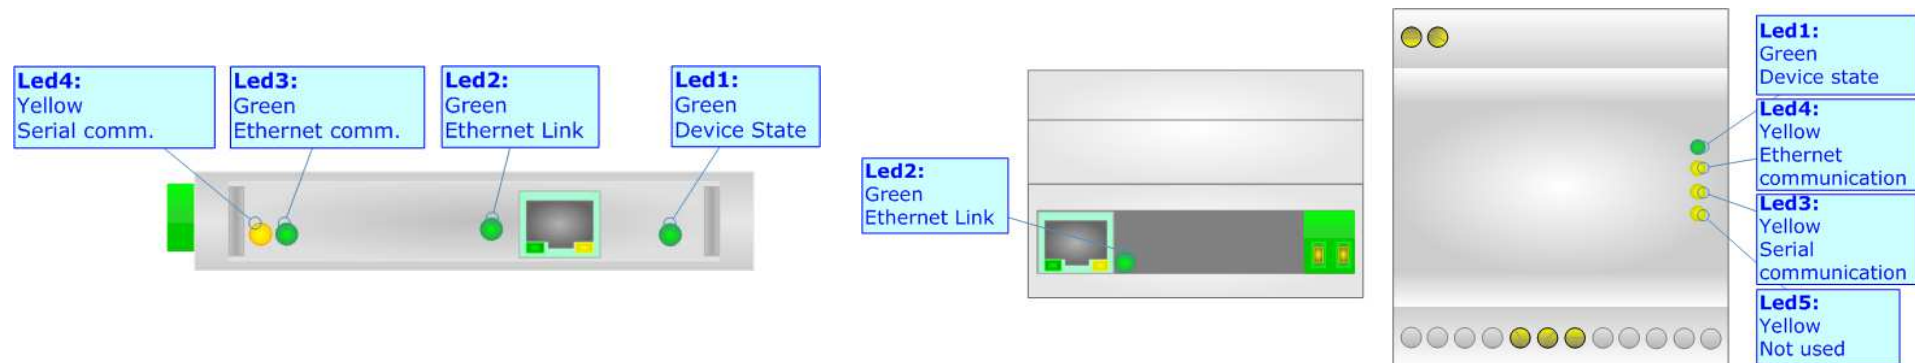 Led4:
Yellow
Serial comm.
Led3:
Green
Ethernet comm.
Led2:
Green
Ethernet Link
Led1:
Green
Device State
Led2:
Green
Ethernet Link
Led1:
Green
Device state
Led4:
Yellow
Ethernet
communication
Led3:
Yellow
Serial
communication
Led5:
Yellow
Not used